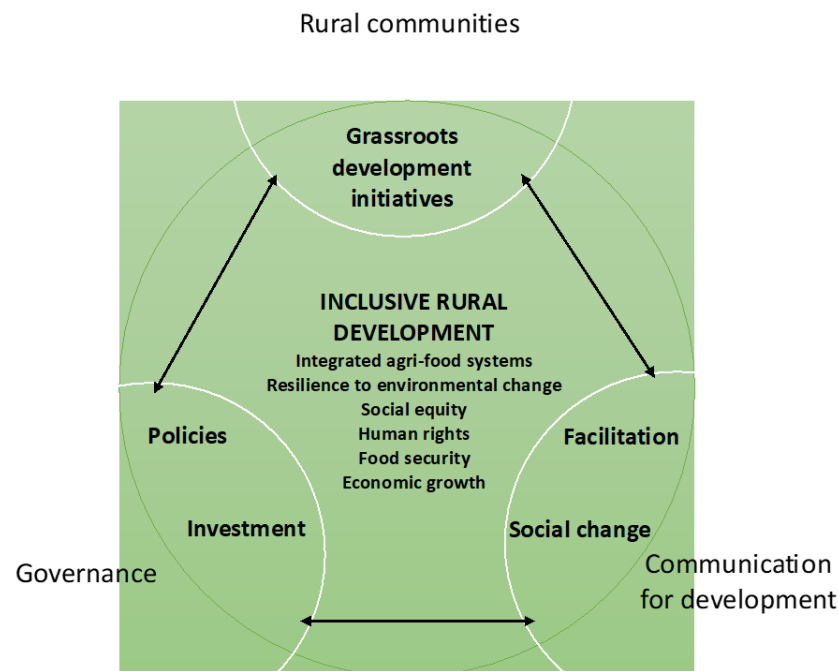 Rural communities
Grassroots
development
initiatives
INCLUSIVE RURAL
DEVELOPMENT
Integrated agri-food systems
Resilience to environmental change
Social equity
Human rights
Food security
Economic growth
Policies
Investment
Governance
Facilitation
Social change
Communication
for development